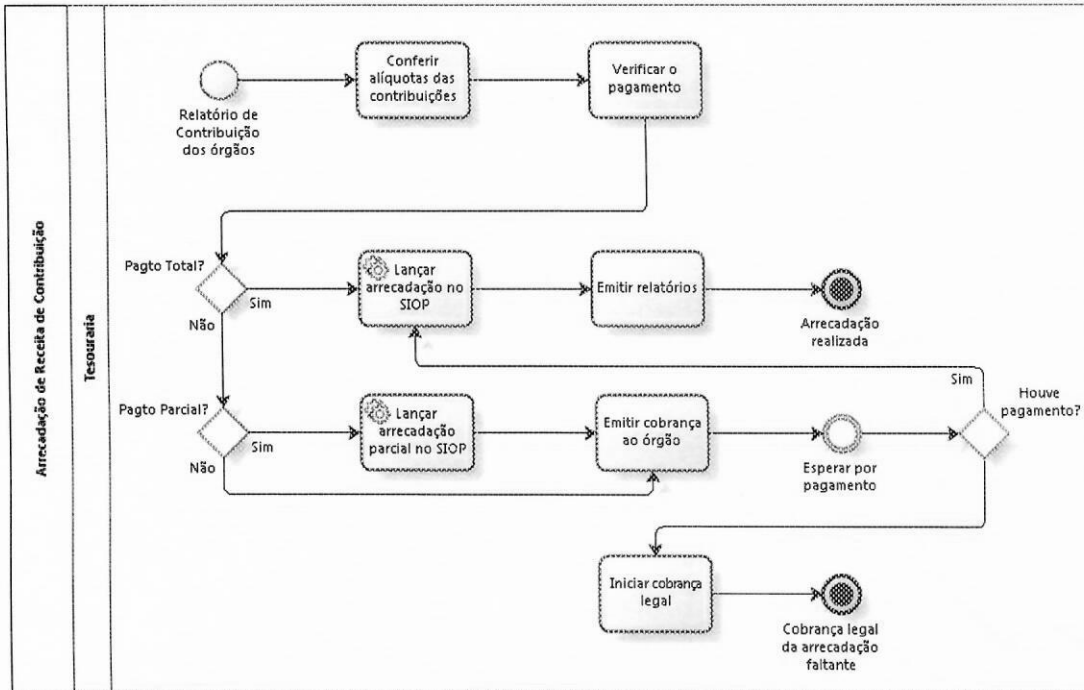 Arrecadação de Receita de Contribuição
Tesouraria
Relatório de
Contribuição
dos órgãos
Conferir
alíquotas das
contribuições
Verificar o
pagamento
Pagto Total?
Sim
Não
Lançar
arrecadação no
SIOP
Emitir relatórios
Arrecadação
realizada
Pagto Parcial?
Sim
Não
Lançar
arrecadação
parcial no SIOP
Emitir cobrança
ao órgão
Esperar por
pagamento
Sim
Houve
pagamento?
Iniciar cobrança
legal
Cobrança legal
da arrecadação
faltante